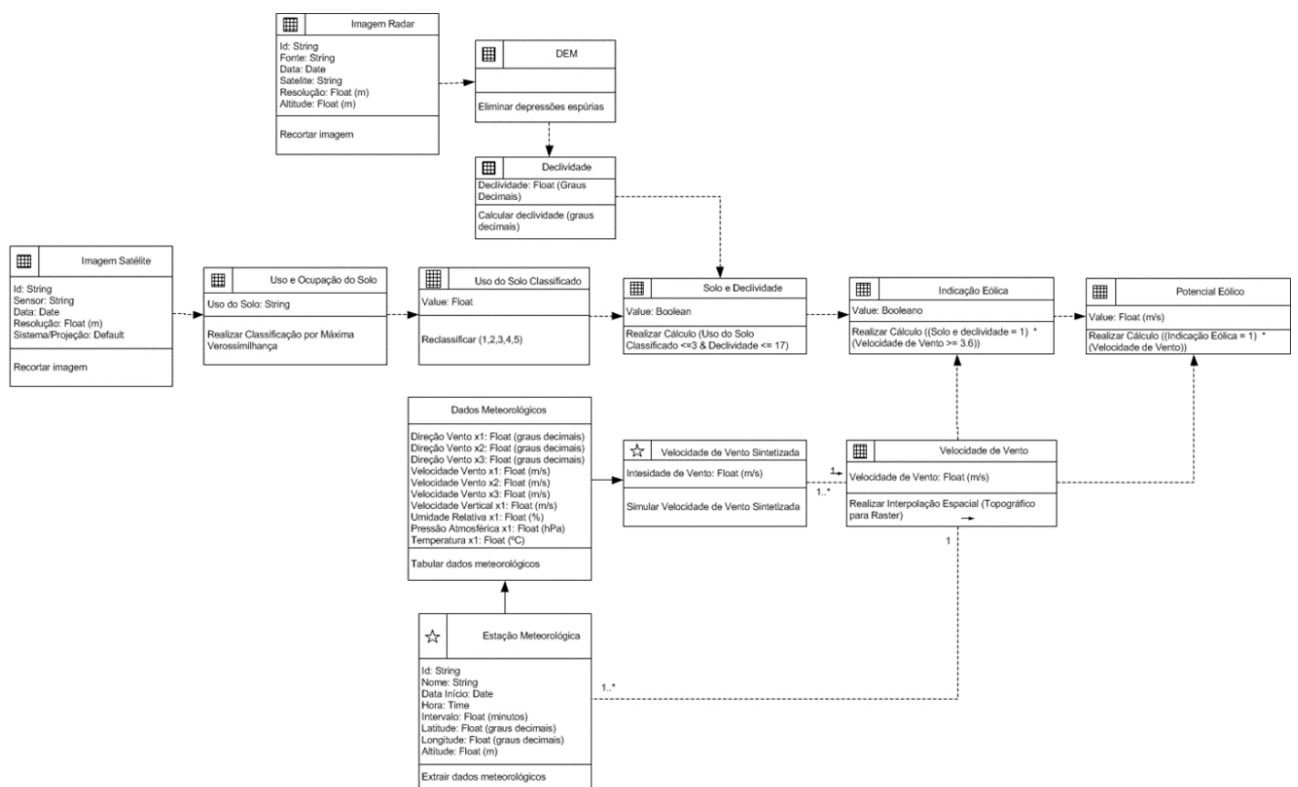 Imagem Radar
Id: String
Fonte: String
Data: Date
Satelite: String
Resolução: Float (m)
Altitude: Float (m)
Recortar imagem
DEM
Eliminar depressões espúrias
Declividade
Declividade: Float (Graus
Decimais)
Calcular declividade (graus
decimais)
Imagem Satélite
Id: String
Sensor: String
Data: Date
Resolução: Float (m)
Sistema/Projeção: Default
Recortar imagem
Uso e Ocupação do Solo
Uso do Solo: String
Realizar Classificação por Máxima
Verossimilhança
Uso do Solo Classificado
Value: Float
Reclassificar (1,2,3,4,5)
Solo e Declividade
Value: Boolean
Realizar Cálculo (Uso do Solo
Classificado <=3 & Declividade <= 17)
Indicação Eólica
Value: Booleano
Realizar Cálculo ((Solo e declividade = 1) *
(Velocidade de Vento >= 3.6))
Potencial Eólico
Value: Float (m/s)
Realizar Cálculo ((Indicação Eólica = 1) *
(Velocidade de Vento))
Dados Meteorológicos
Direção Vento x1: Float (graus decimais)
Direção Vento x2: Float (graus decimais)
Direção Vento x3: Float (graus decimais)
Velocidade Vento x1: Float (m/s)
Velocidade Vento x2: Float (m/s)
Velocidade Vento x3: Float (m/s)
Velocidade Vertical x1: Float (m/s)
Umidade Relativa x1: Float (%)
Pressão Atmosférica x1: Float (hPa)
Temperatura x1: Float (ºC)
Tabular dados meteorológicos
Velocidade de Vento Sintetizada
Intesidade de Vento: Float (m/s)
Simular Velocidade de Vento Sintetizada
1
1..*
Velocidade de Vento
Velocidade de Vento: Float (m/s)
Realizar Interpolação Espacial (Topográfico
para Raster)
1
1..*
Estação Meteorológica
Id: String
Nome: String
Data Início: Date
Hora: Time
Intervalo: Float (minutos)
Latitude: Float (graus decimais)
Longitude: Float (graus decimais)
Altitude: Float (m)
Extrair dados meteorológicos